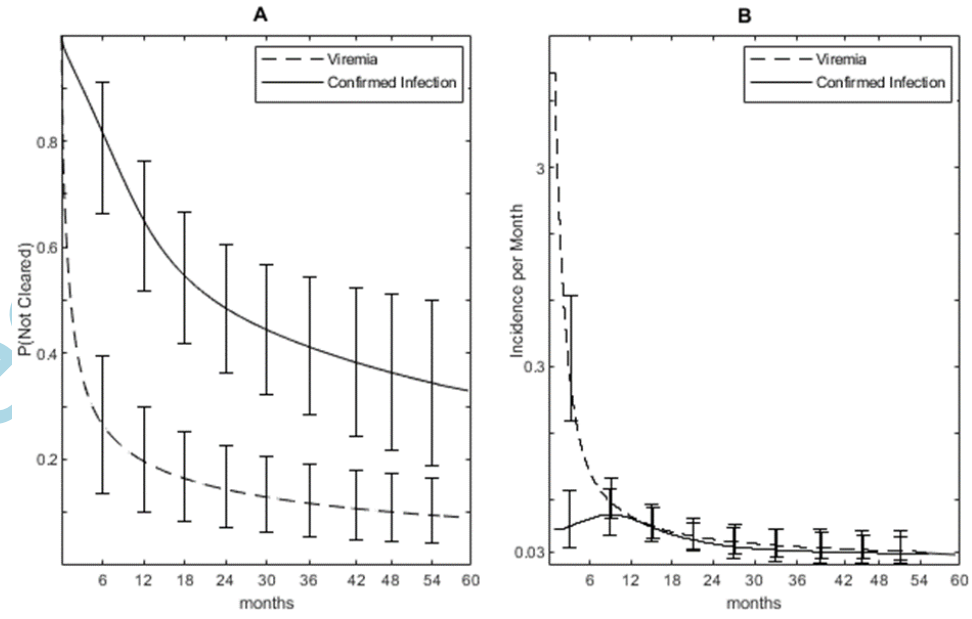 A
Viremia
Confirmed Infection
P(Not Cleared)
0.8
0.6
0.4
0.2
6 12 18 24 30 36 42 48 54 60
months
B
Viremia
Confirmed Infection
Incidence per Month
3
0.3
0.03
6 12 18 24 30 36 42 48 54 60
months